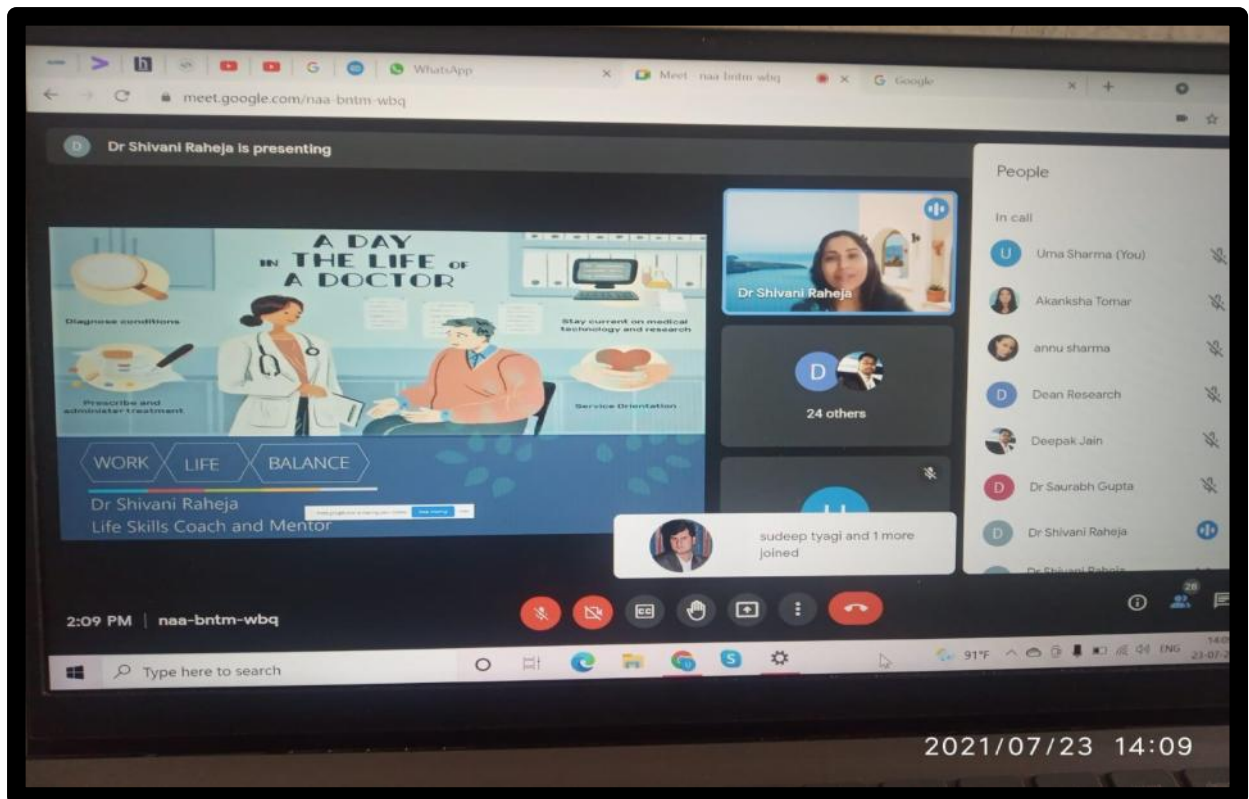 WhatsApp
Meet - naa-bntm-wbq
Google
meet.google.com/naa-bntm-wbq
Dr Shivani Raheja is presenting
A DAY
IN THE LIFE OF
A DOCTOR
Diagnose conditions
Stay current on medical
technology and research
Prescribe and
administer treatment
Service Orientation
WORK LIFE BALANCE
Dr Shivani Raheja
Life Skills Coach and Mentor
Dr Shivani Raheja
D
24 others
sudeep tyagi and 1 more
joined
People
In call
U Uma Sharma (You)
Akanksha Tomar
annu sharma
D Dean Research
Deepak Jain
D Dr Saurabh Gupta
D Dr Shivani Raheja
Dr Shivani Raheja
2:09 PM | naa-bntm-wbq
CC
26
Type here to search
91°F
ENG
2021/07/23 14:09